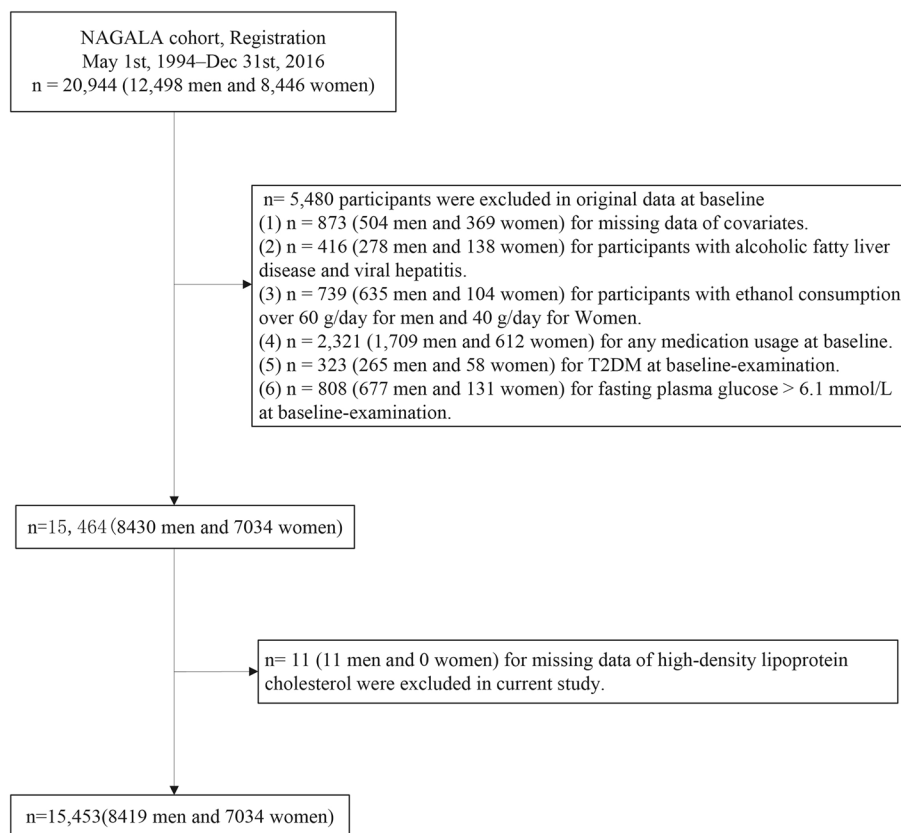 NAGALA cohort, Registration
May 1st, 1994–Dec 31st, 2016
n = 20,944 (12,498 men and 8,446 women)
n= 5,480 participants were excluded in original data at baseline
(1) n = 873 (504 men and 369 women) for missing data of covariates.
(2) n = 416 (278 men and 138 women) for participants with alcoholic fatty liver
disease and viral hepatitis.
(3) n = 739 (635 men and 104 women) for participants with ethanol consumption
over 60 g/day for men and 40 g/day for Women.
(4) n = 2,321 (1,709 men and 612 women) for any medication usage at baseline.
(5) n = 323 (265 men and 58 women) for T2DM at baseline-examination.
(6) n = 808 (677 men and 131 women) for fasting plasma glucose > 6.1 mmol/L
at baseline-examination.
n=15, 464 (8430 men and 7034 women)
n= 11 (11 men and 0 women) for missing data of high-density lipoprotein
cholesterol were excluded in current study.
n=15,453(8419 men and 7034 women)